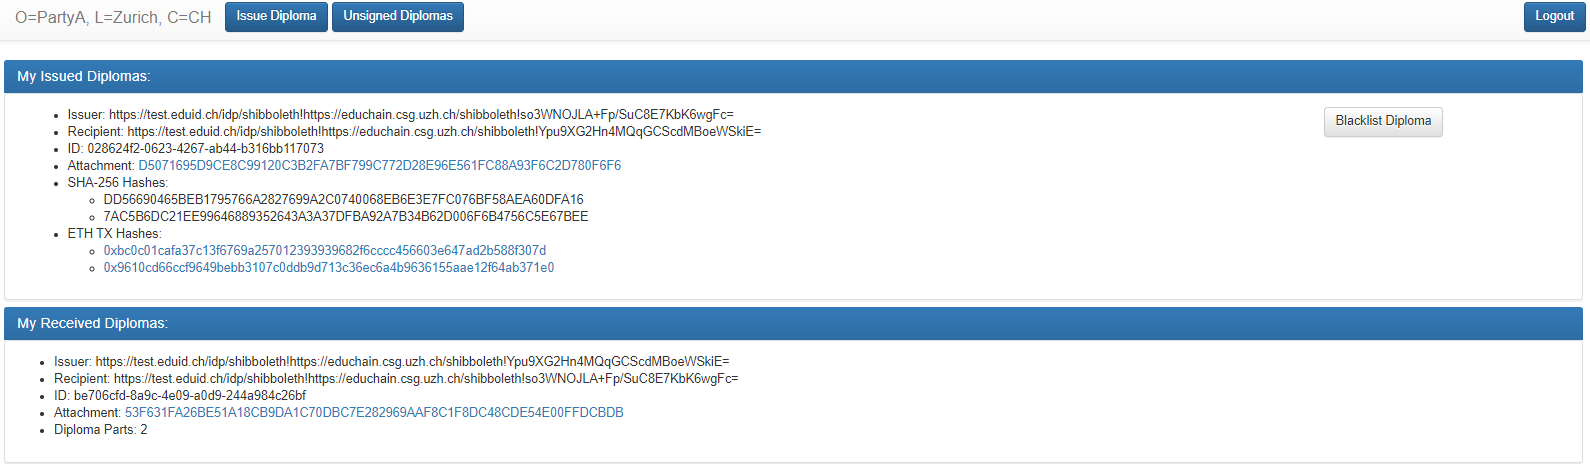 O=PartyA, L=Zurich, C=CH Issue Diploma Unsigned Diplomas Logout
My Issued Diplomas:
Issuer: https://test.eduid.ch/idp/shibboleth!https://educhain.csg.uzh.ch/shibboleth!so3WNOJLA+Fp/SuC8E7KbK6wgFc=
Blacklist Diploma
Recipient: https://test.eduid.ch/idp/shibboleth!https://educhain.csg.uzh.ch/shibboleth!Ypu9XG2Hn4MQqGCScdMBoeWSkiE=
ID: 028624f2-0623-4267-ab44-b316bb117073
Attachment: D5071695D9CE8C99120C3B2FA7BF799C772D28E96E561FC88A93F6C2D780F6F6
SHA-256 Hashes:
DD56690465BEB1795766A2827699A2C0740068EB6E3E7FC076BF58AEA60DFA16
7AC5B6DC21EE99646889352643A3A37DFBA92A7B34B62D006F6B4756C5E67BEE
ETH TX Hashes:
0xbc0c01cafa37c13f6769a257012393939682f6cccc456603e647ad2b588f307d
0x9610cd66ccf9649bebb3107c0ddb9d713c36ec6a4b9636155aae12f64ab371e0
My Received Diplomas:
Issuer: https://test.eduid.ch/idp/shibboleth!https://educhain.csg.uzh.ch/shibboleth!Ypu9XG2Hn4MQqGCScdMBoeWSkiE=
Recipient: https://test.eduid.ch/idp/shibboleth!https://educhain.csg.uzh.ch/shibboleth!so3WNOJLA+Fp/SuC8E7KbK6wgFc=
ID: be706cfd-8a9c-4e09-a0d9-244a984c26bf
Attachment: 53F631FA26BE51A18CB9DA1C70DBC7E282969AAF8C1F8DC48CDE54E00FFDCBDB
Diploma Parts: 2